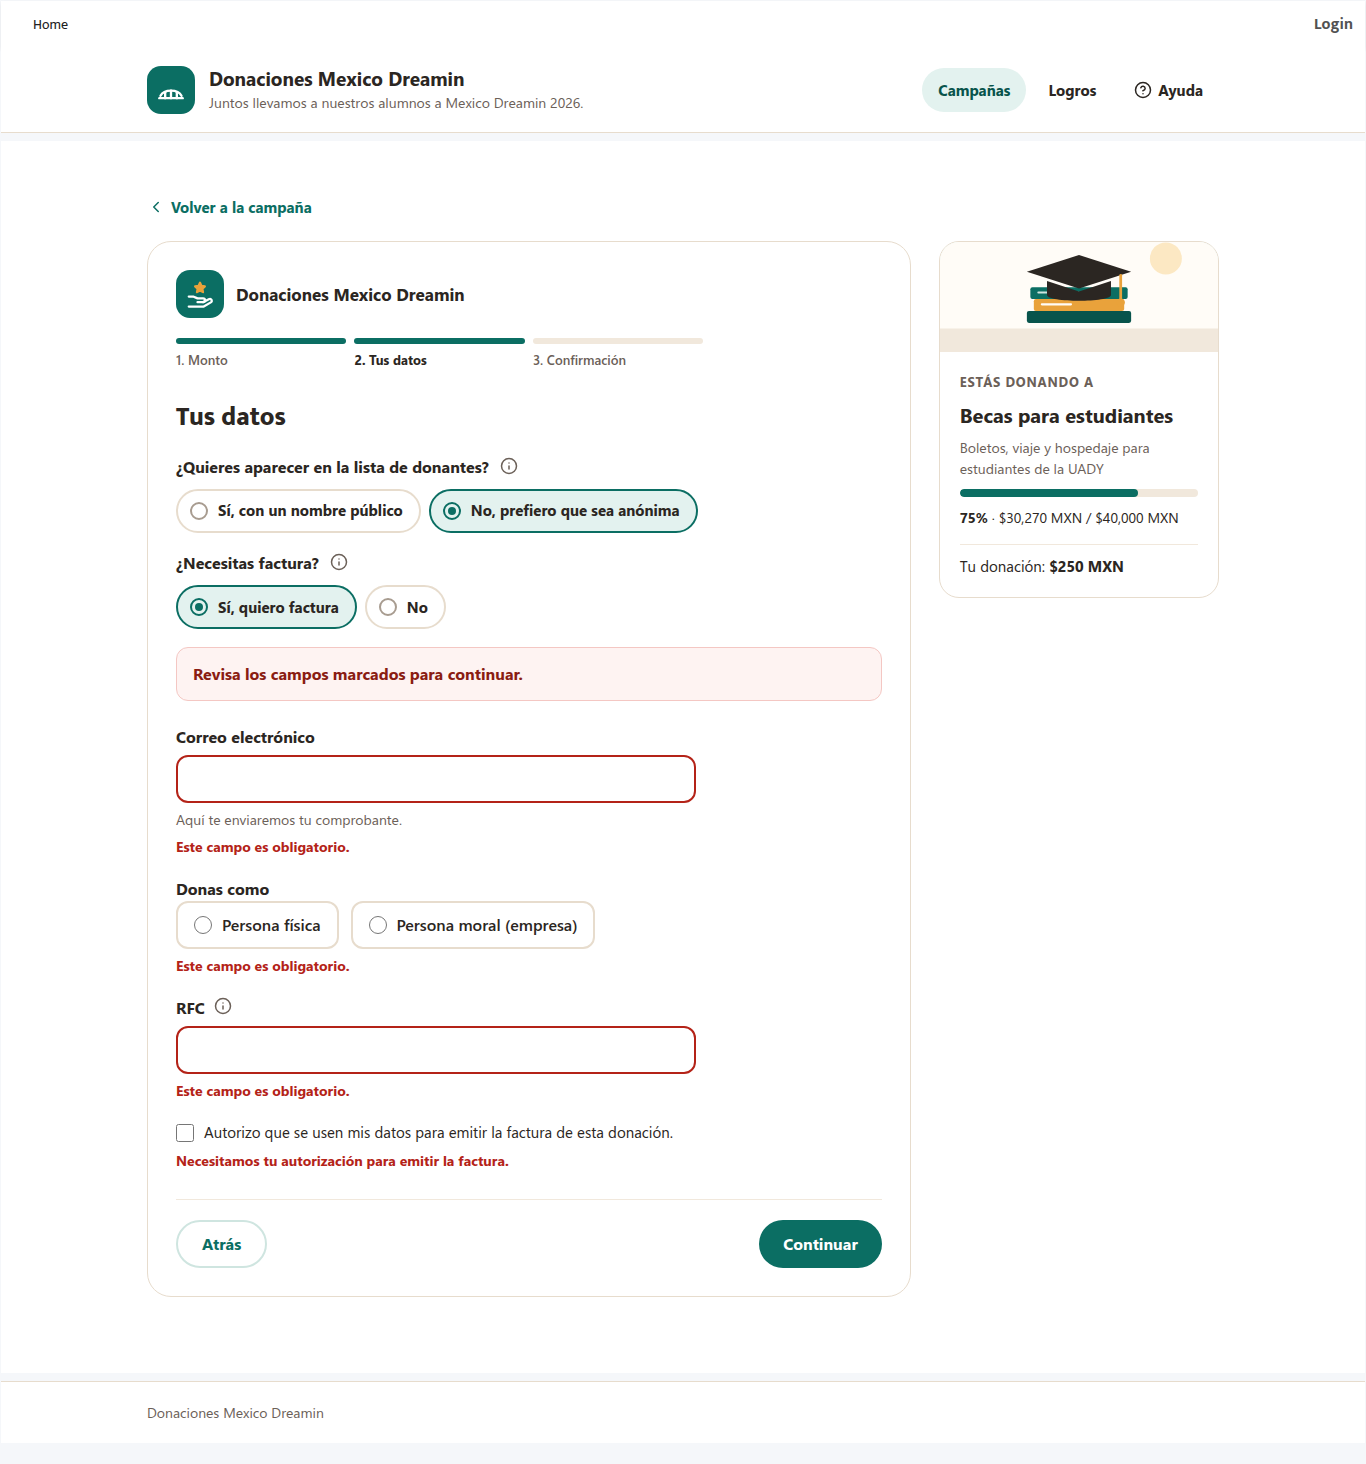 Home
Login
Donaciones Mexico Dreamin
Juntos llevamos a nuestros alumnos a Mexico Dreamin 2026.
Campañas
Logros
Ayuda
Volver a la campaña
Donaciones Mexico Dreamin
1. Monto
2. Tus datos
3. Confirmación
Tus datos
¿Quieres aparecer en la lista de donantes?
Sí, con un nombre público
No, prefiero que sea anónima
¿Necesitas factura?
Sí, quiero factura
No
Revisa los campos marcados para continuar.
Correo electrónico
Aquí te enviaremos tu comprobante.
Este campo es obligatorio.
Donas como
Persona física
Persona moral (empresa)
Este campo es obligatorio.
RFC
Este campo es obligatorio.
Autorizo que se usen mis datos para emitir la factura de esta donación.
Necesitamos tu autorización para emitir la factura.
Atrás
Continuar
ESTÁS DONANDO A
Becas para estudiantes
Boletos, viaje y hospedaje para
estudiantes de la UADY
75% · $30,270 MXN / $40,000 MXN
Tu donación: $250 MXN
Donaciones Mexico Dreamin